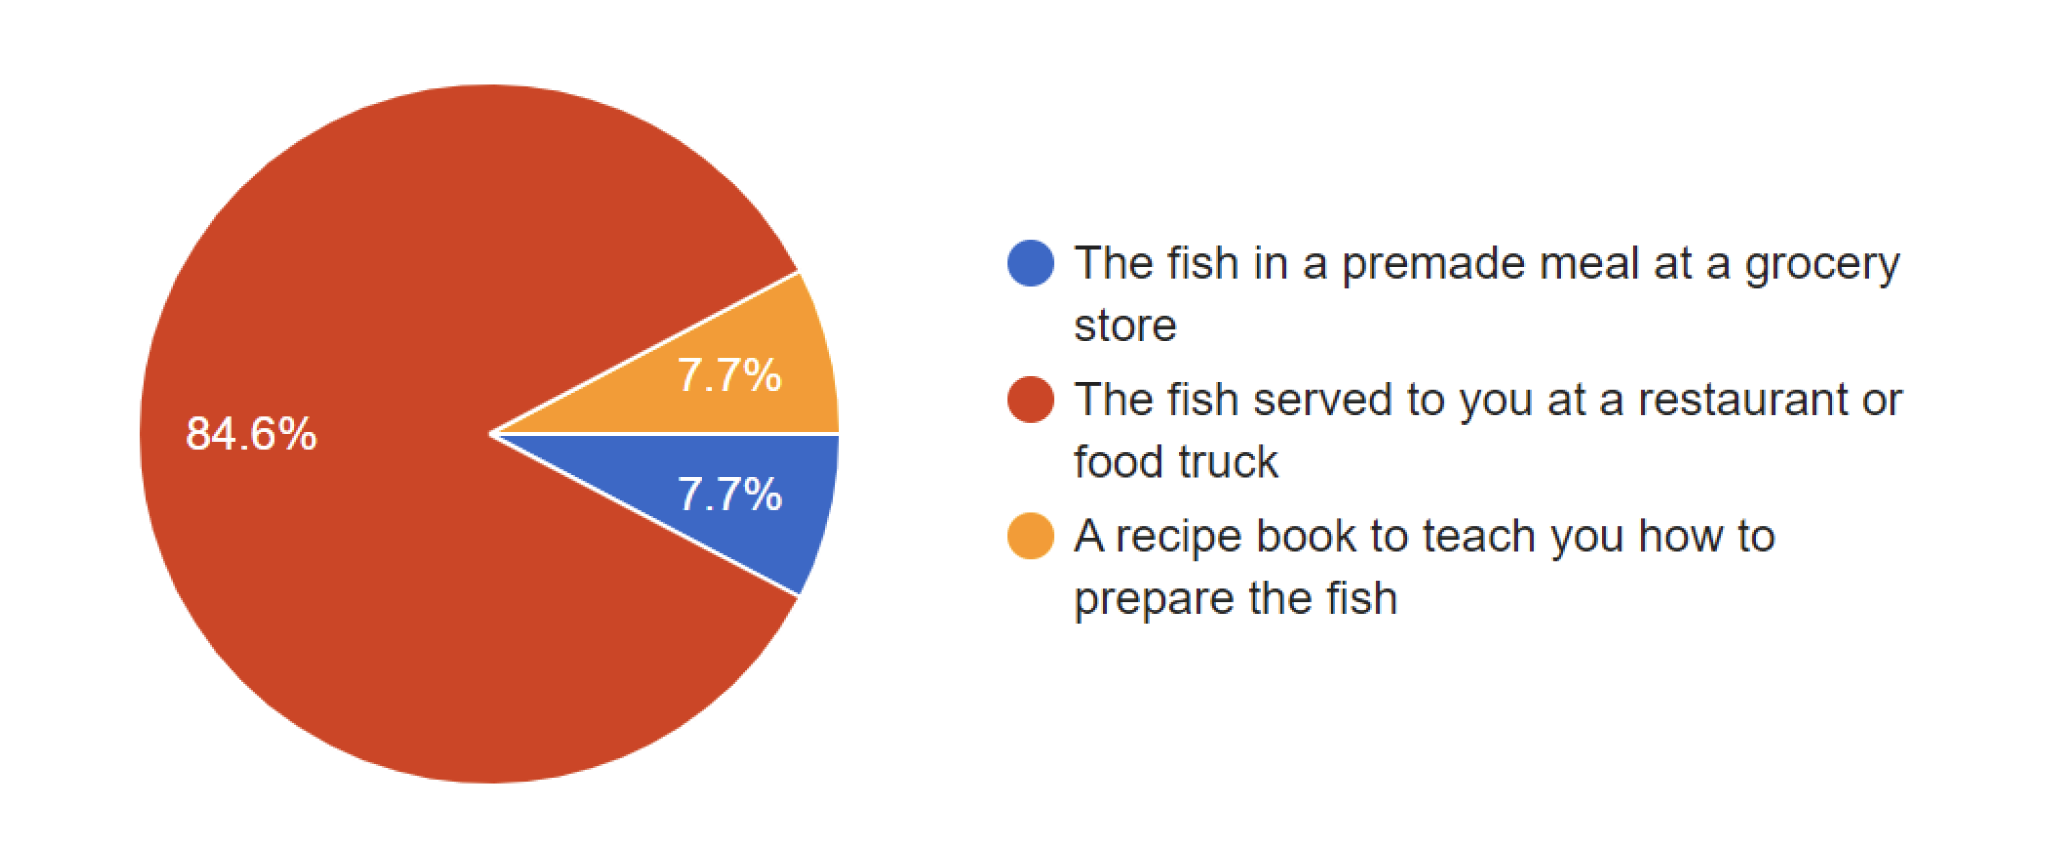 84.6%
7.7%
7.7%
The fish in a premade meal at a grocery
store
The fish served to you at a restaurant or
food truck
A recipe book to teach you how to
prepare the fish